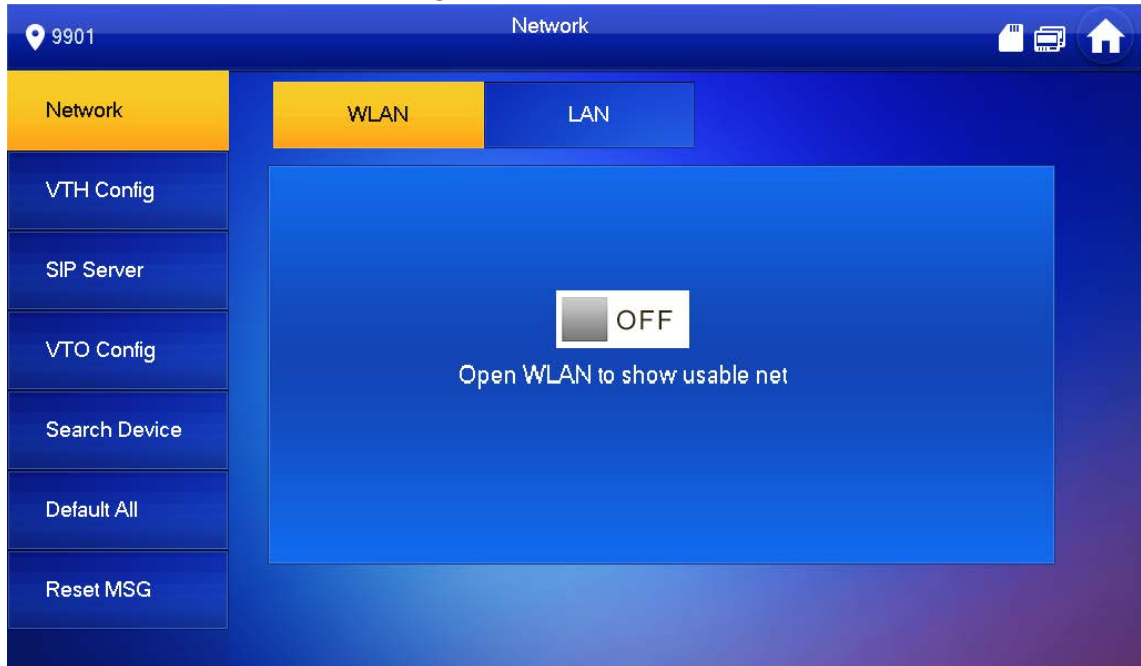 9901
Network
Network
WLAN
LAN
VTH Config
SIP Server
VTO Config
Search Device
Default All
Reset MSG
OFF
Open WLAN to show usable net